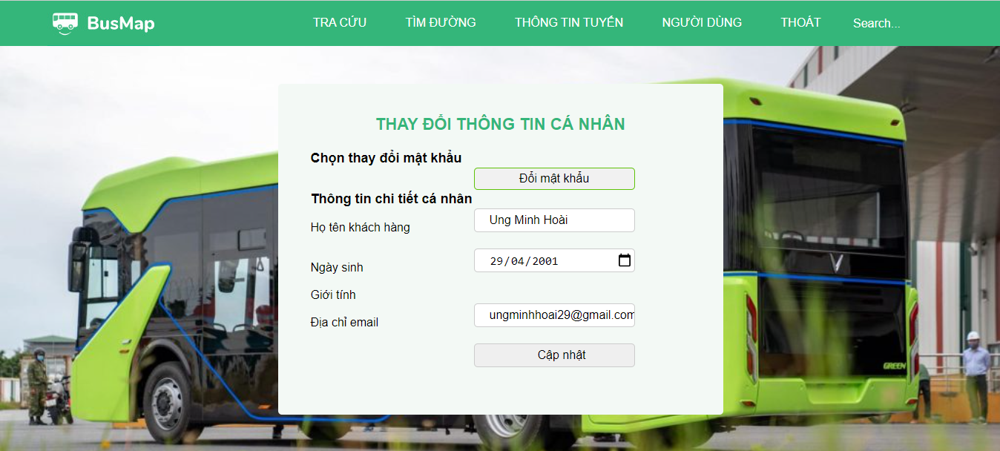 BusMap TRA CỨU TÌM ĐƯỜNG THÔNG TIN TUYẾN NGƯỜI DÙNG THOÁT Search...
THAY ĐỔI THÔNG TIN CÁ NHÂN
Chọn thay đổi mật khẩu
Đổi mật khẩu
Thông tin chi tiết cá nhân
Họ tên khách hàng Ung Minh Hoài
Ngày sinh 29/04/2001
Giới tính
Địa chỉ email ungminhhoai29@gmail.com
Cập nhật
GREEN